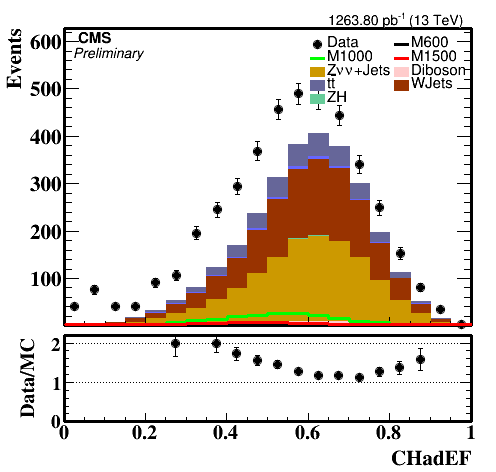 1263.80 pb⁻¹ (13 TeV)
CMS
Preliminary
Data
M600
M1000
M1500
Zνν+Jets
Diboson
tt
WJets
ZH
Events
600
500
400
300
200
100
Data/MC
2
1
0
0 0.2 0.4 0.6 0.8 1
CHadEF